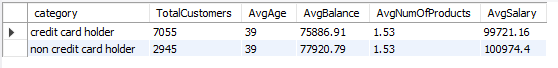 category TotalCustomers AvgAge AvgBalance AvgNumOfProducts AvgSalary
credit card holder 7055 39 75886.91 1.53 99721.16
non credit card holder 2945 39 77920.79 1.53 100974.4